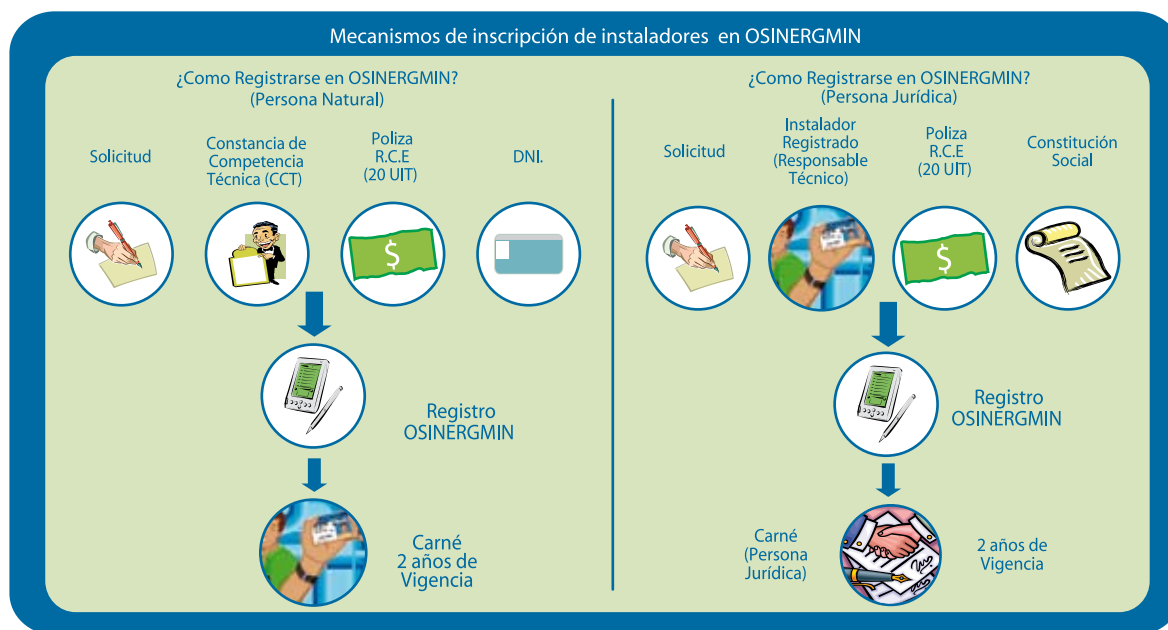 Mecanismos de inscripción de instaladores en OSINERGMIN
¿Como Registrarse en OSINERGMIN?
(Persona Natural)
Solicitud
Constancia de
Competencia
Técnica (CCT)
Poliza
R.C.E
(20 UIT)
DNI.
$
Registro
OSINERGMIN
Carné
2 años de
Vigencia
¿Como Registrarse en OSINERGMIN?
(Persona Jurídica)
Solicitud
Instalador
Registrado
(Responsable
Técnico)
Poliza
R.C.E
(20 UIT)
Constitución
Social
$
Registro
OSINERGMIN
Carné
(Persona
Jurídica)
2 años de
Vigencia